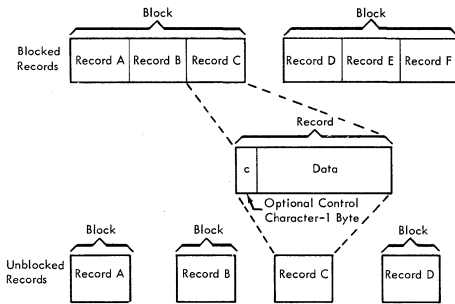 Block
Block
Blocked
Records
Record A
Record B
Record C
Record D
Record E
Record F
Record
c
Data
Optional Control
Character-1 Byte
Block
Block
Block
Block
Unblocked
Records
Record A
Record B
Record C
Record D